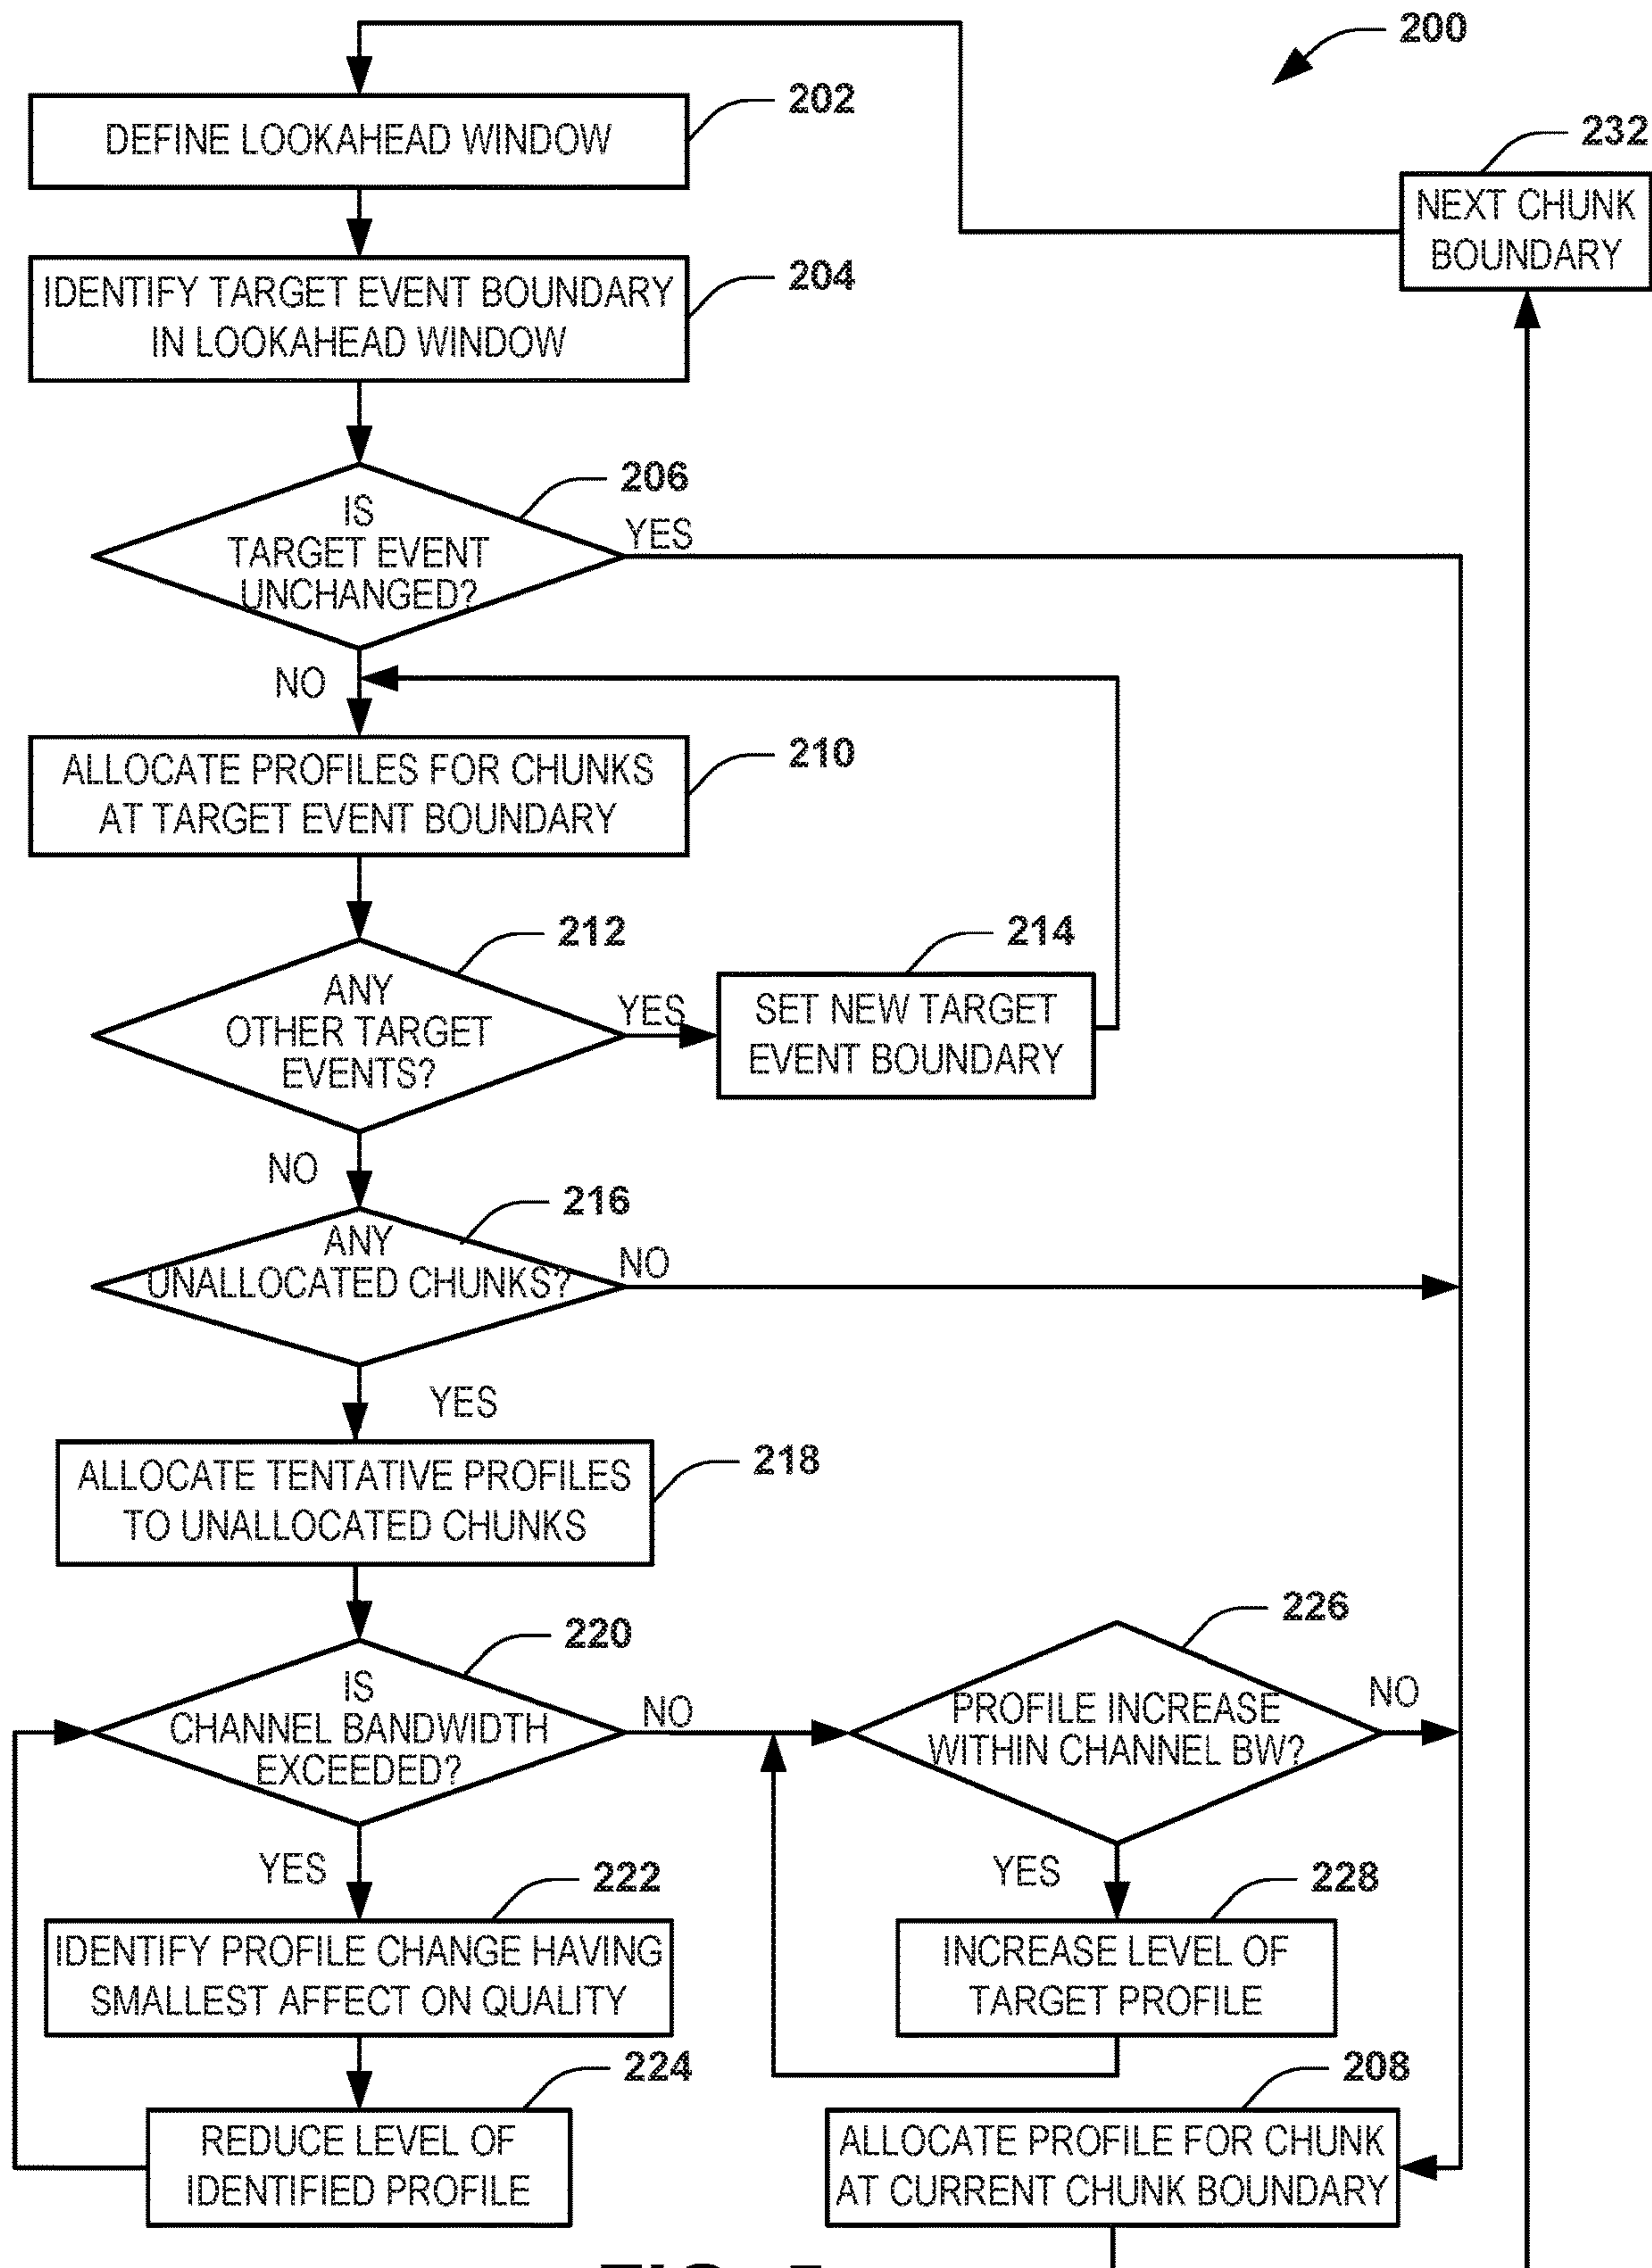 200
202
DEFINE LOOKAHEAD WINDOW
232
NEXT CHUNK
BOUNDARY
204
IDENTIFY TARGET EVENT BOUNDARY
IN LOOKAHEAD WINDOW
206
IS
TARGET EVENT
UNCHANGED?
YES
NO
210
ALLOCATE PROFILES FOR CHUNKS
AT TARGET EVENT BOUNDARY
212
ANY
OTHER TARGET
EVENTS?
YES
214
SET NEW TARGET
EVENT BOUNDARY
NO
216
ANY
UNALLOCATED CHUNKS?
NO
YES
218
ALLOCATE TENTATIVE PROFILES
TO UNALLOCATED CHUNKS
220
IS
CHANNEL BANDWIDTH
EXCEEDED?
NO
226
PROFILE INCREASE
WITHIN CHANNEL BW?
NO
YES
222
IDENTIFY PROFILE CHANGE HAVING
SMALLEST AFFECT ON QUALITY
YES
228
INCREASE LEVEL OF
TARGET PROFILE
224
REDUCE LEVEL OF
IDENTIFIED PROFILE
208
ALLOCATE PROFILE FOR CHUNK
AT CURRENT CHUNK BOUNDARY